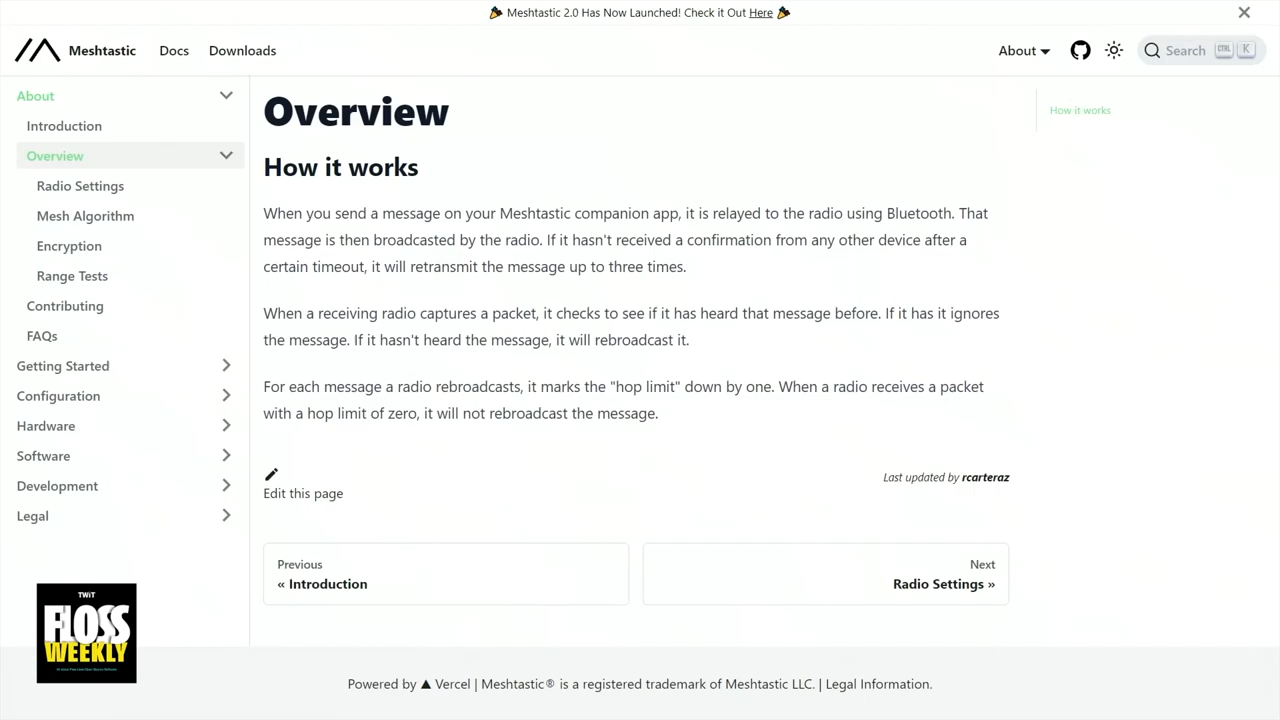 Meshtastic 2.0 Has Now Launched! Check it Out Here
Meshtastic
Docs
Downloads
About
Search
CTRL
K
About
Introduction
Overview
Radio Settings
Mesh Algorithm
Encryption
Range Tests
Contributing
FAQs
Getting Started
Configuration
Hardware
Software
Development
Legal
Overview
How it works
When you send a message on your Meshtastic companion app, it is relayed to the radio using Bluetooth. That
message is then broadcasted by the radio. If it hasn't received a confirmation from any other device after a
certain timeout, it will retransmit the message up to three times.
When a receiving radio captures a packet, it checks to see if it has heard that message before. If it has it ignores
the message. If it hasn't heard the message, it will rebroadcast it.
For each message a radio rebroadcasts, it marks the "hop limit" down by one. When a radio receives a packet
with a hop limit of zero, it will not rebroadcast the message.
Edit this page
Last updated by rcarteraz
Previous
« Introduction
Next
Radio Settings »
How it works
TWiT
FLOSS
WEEKLY
Powered by ▲ Vercel | Meshtastic® is a registered trademark of Meshtastic LLC. | Legal Information.